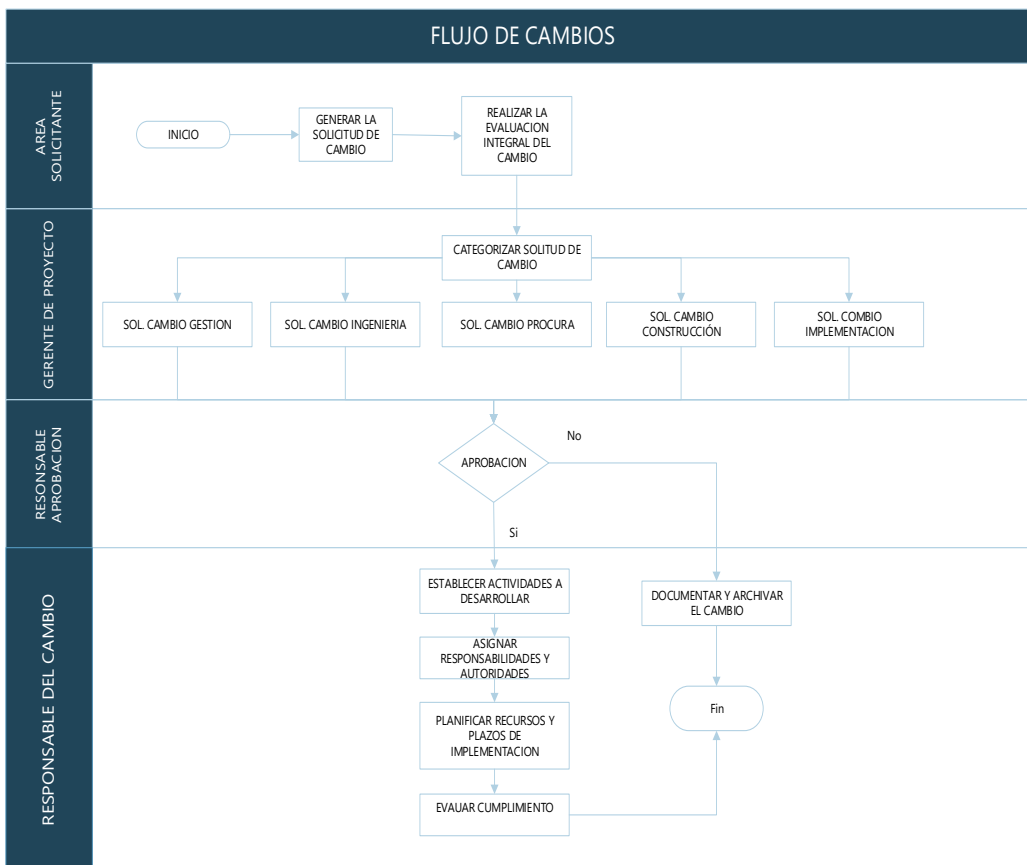 FLUJO DE CAMBIOS
AREA
SOLICITANTE
INICIO
GENERAR LA
SOLICITUD DE
CAMBIO
REALIZAR LA
EVALUACION
INTEGRAL DEL
CAMBIO
GERENTE DE PROYECTO
CATEGORIZAR SOLITUD DE
CAMBIO
SOL. CAMBIO GESTION
SOL. CAMBIO INGENIERIA
SOL. CAMBIO PROCURA
SOL. CAMBIO
CONSTRUCCIÓN
SOL. COMBIO
IMPLEMENTACION
RESONSABLE
APROBACION
APROBACION
No
Si
RESPONSABLE DEL CAMBIO
ESTABLECER ACTIVIDADES A
DESARROLLAR
DOCUMENTAR Y ARCHIVAR
EL CAMBIO
ASIGNAR
RESPONSABILIDADES Y
AUTORIDADES
PLANIFICAR RECURSOS Y
PLAZOS DE
IMPLEMENTACION
Fin
EVAUAR CUMPLIMIENTO